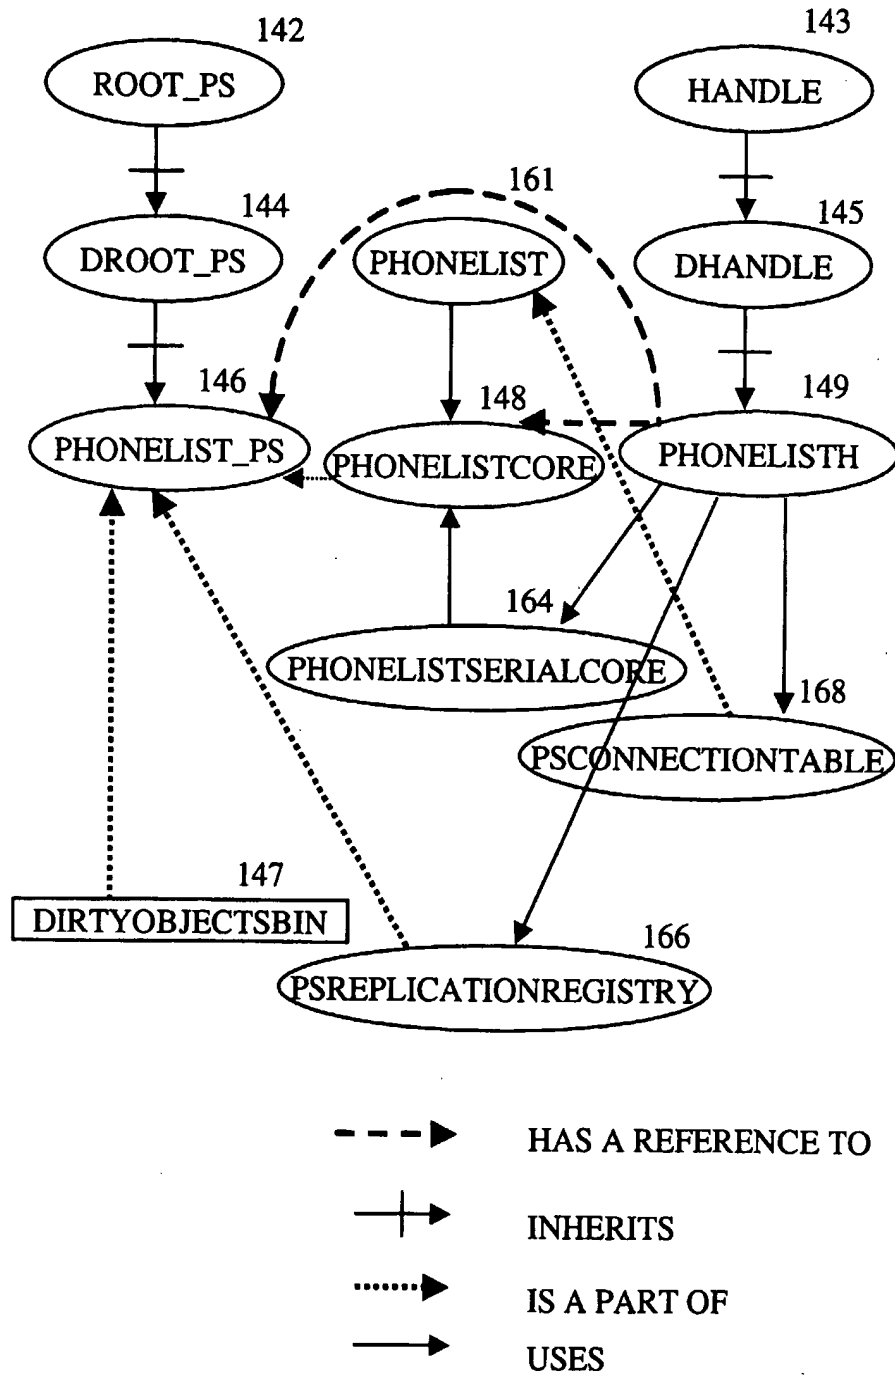 142
143
ROOT_PS
HANDLE
144
161
145
DROOT_PS
PHONELIST
DHANDLE
146
148
149
PHONELIST_PS
PHONELISTCORE
PHONELISTH
164
PHONELISTSERIALCORE
168
PSCONNECTIONTABLE
147
DIRTYOBJECTSBIN
166
PSREPLICATIONREGISTRY
HAS A REFERENCE TO
INHERITS
IS A PART OF
USES